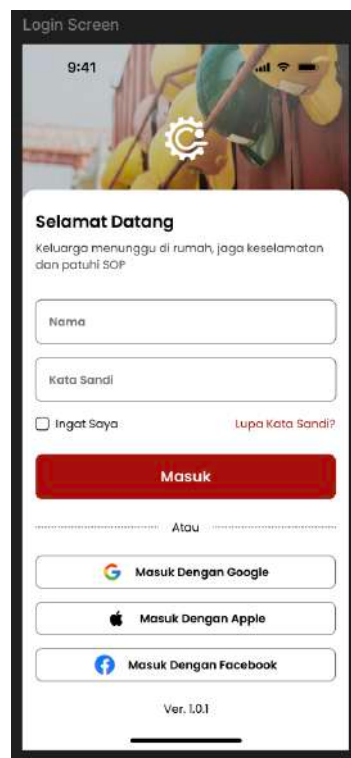 Login Screen
9:41
Selamat Datang
Keluarga menunggu di rumah, jaga keselamatan
dan patuhi SOP
Nama
Kata Sandi
Ingat Saya
Lupa Kata Sandi?
Masuk
Atau
Masuk Dengan Google
Masuk Dengan Apple
Masuk Dengan Facebook
Ver. 1.0.1